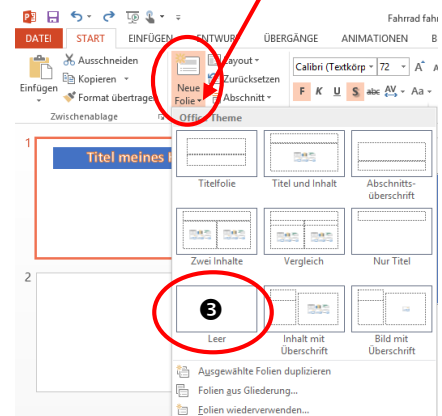 Fahrrad fah
DATEI START EINFÜGEN ENTWURF ÜBERGÄNGE ANIMATIONEN B
Ausschneiden
Kopieren
Format übertragen
Einfügen
Zwischenablage
Neue
Folie
Layout
Zurücksetzen
Abschnitt
Calibri (Textkörp 72 A A
F K U S abc AV Aa
Office Theme
1
Titel meines
2
Titelfolie Titel und Inhalt Abschnitts-
überschrift
Zwei Inhalte Vergleich Nur Titel
❸
Leer Inhalt mit Bild mit
Überschrift Überschrift
Ausgewählte Folien duplizieren
Folien aus Gliederung...
Folien wiederverwenden...